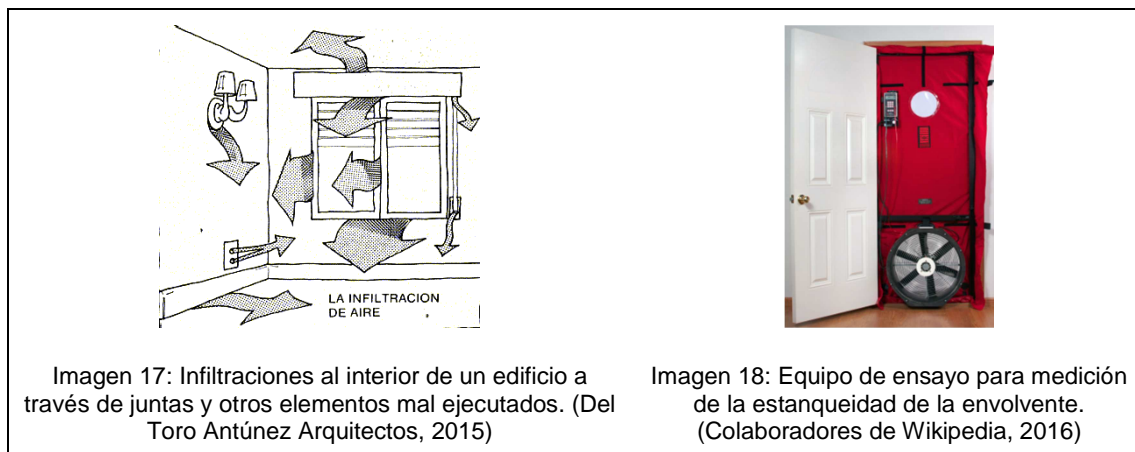 LA INFILTRACION
DE AIRE
Imagen 17: Infiltraciones al interior de un edificio a
través de juntas y otros elementos mal ejecutados. (Del
Toro Antúnez Arquitectos, 2015)
Imagen 18: Equipo de ensayo para medición
de la estanqueidad de la envolvente.
(Colaboradores de Wikipedia, 2016)